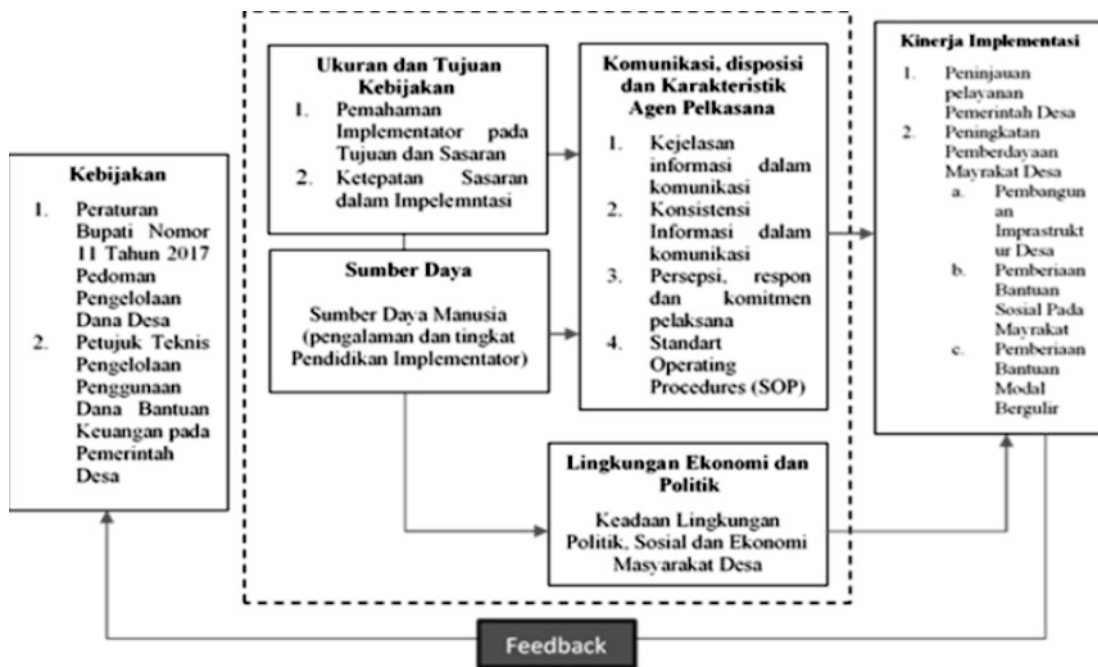 Kebijakan
1. Peraturan
Bupati Nomor
11 Tahun 2017
Pedoman
Pengelolaan
Dana Desa
2. Petujuk Teknis
Pengelolaan
Penggunaan
Dana Bantuan
Keuangan pada
Pemerintah
Desa
Ukuran dan Tujuan
Kebijakan
1. Pemahaman
Implementator pada
Tujuan dan Sasaran
2. Ketepatan Sasaran
dalam Impelemntasi
Sumber Daya
Sumber Daya Manusia
(pengalaman dan tingkat
Pendidikan Implementator)
Komunikasi, disposisi
dan Karakteristik
Agen Pelkasana
1. Kejelasan
informasi dalam
komunikasi
2. Konsistensi
Informasi dalam
komunikasi
3. Persepsi, respon
dan komitmen
pelaksana
4. Standart
Operating
Procedures (SOP)
Lingkungan Ekonomi dan
Politik
Keadaan Lingkungan
Politik, Sosial dan Ekonomi
Masyarakat Desa
Kinerja Implementasi
1. Peninjauan
pelayanan
Pemerintah Desa
2. Peningkatan
Pemberdayaan
Mayrakat Desa
a. Pembangun
an
Imprastrukt
ur Desa
b. Pemberiaan
Bantuan
Sosial Pada
Mayrakat
c. Pemberiaan
Bantuan
Modal
Bergulir
Feedback